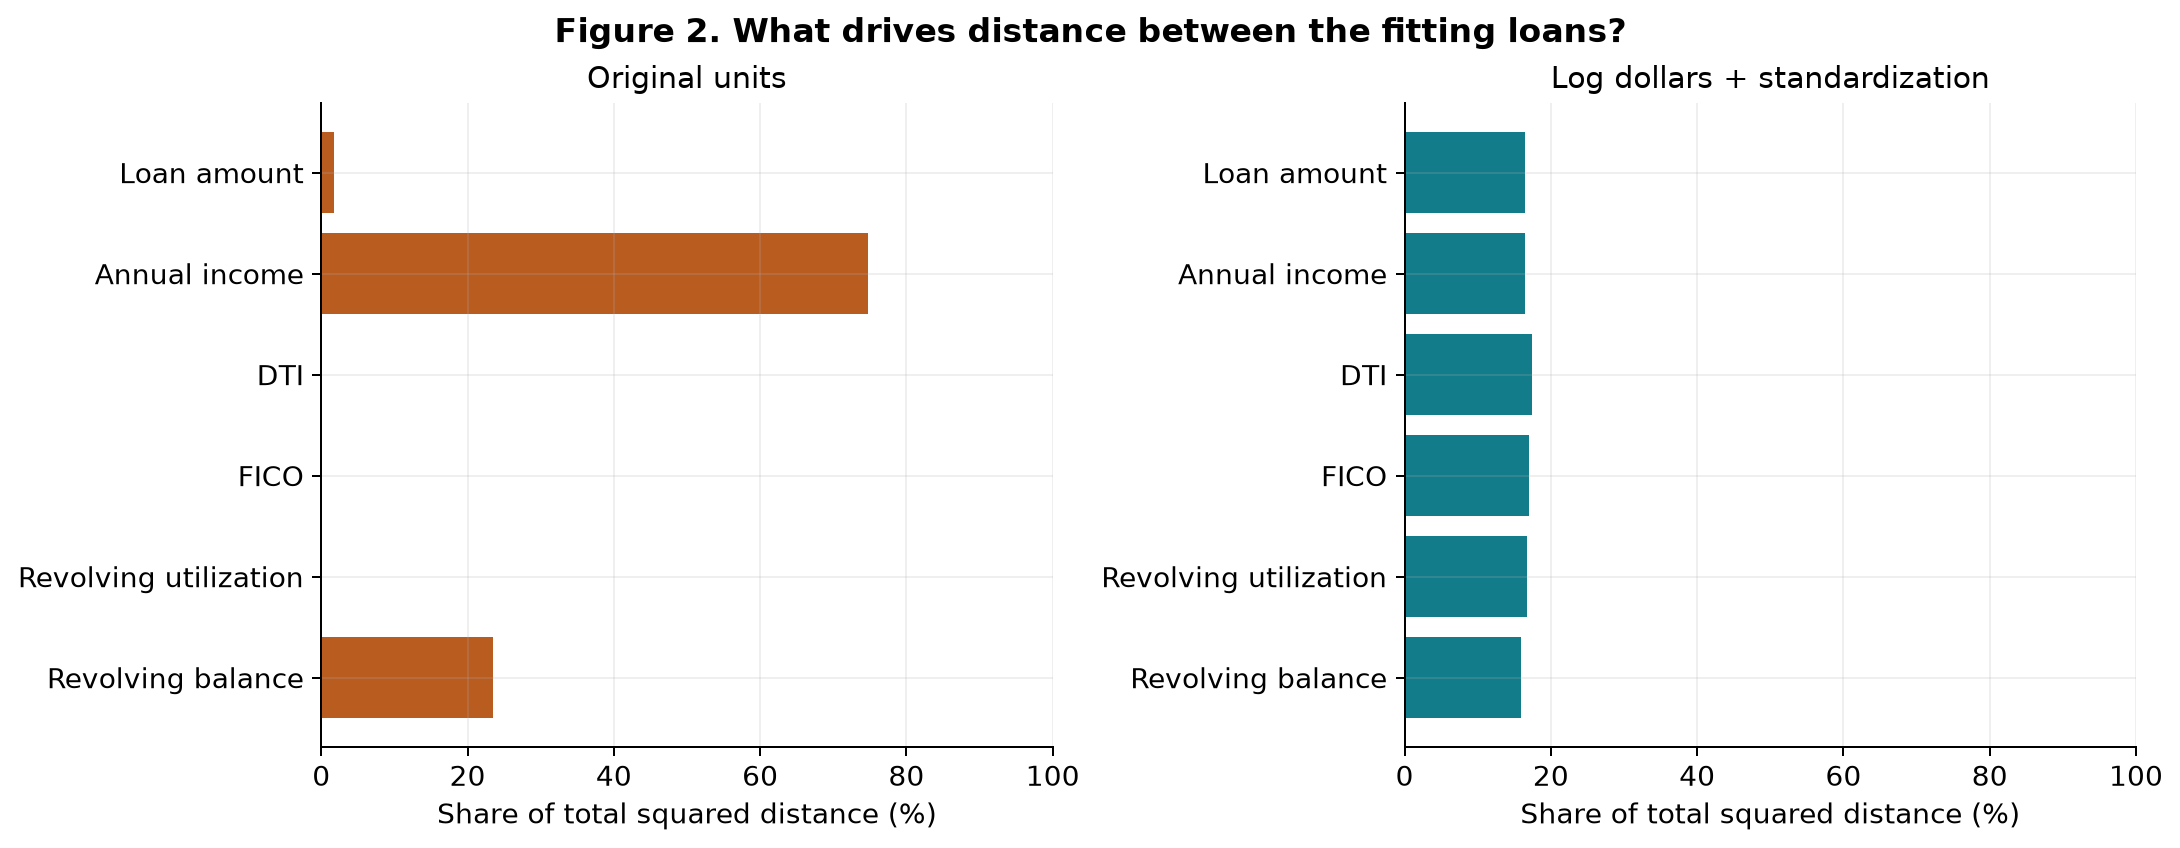 Figure 2. What drives distance between the fitting loans?
Original units
Loan amount
Annual income
DTI
FICO
Revolving utilization
Revolving balance
0 20 40 60 80 100
Share of total squared distance (%)
Log dollars + standardization
Loan amount
Annual income
DTI
FICO
Revolving utilization
Revolving balance
0 20 40 60 80 100
Share of total squared distance (%)